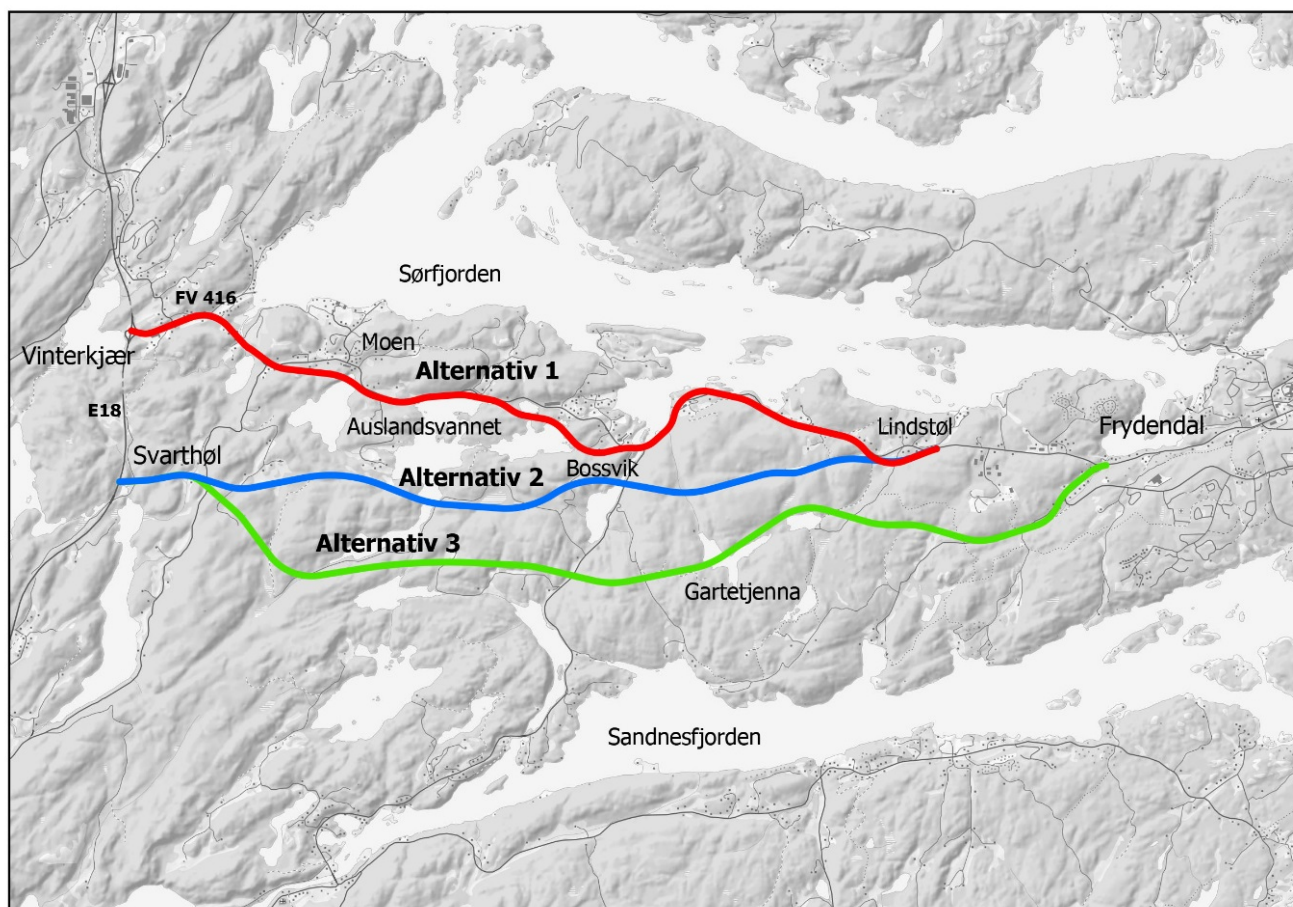 Sørfjorden
FV 416
Moen
Vinterkjær
Alternativ 1
E18
Auslandsvannet
Lindstøl
Frydendal
Svarthøl
Bossvik
Alternativ 2
Alternativ 3
Gartetjenna
Sandnesfjorden